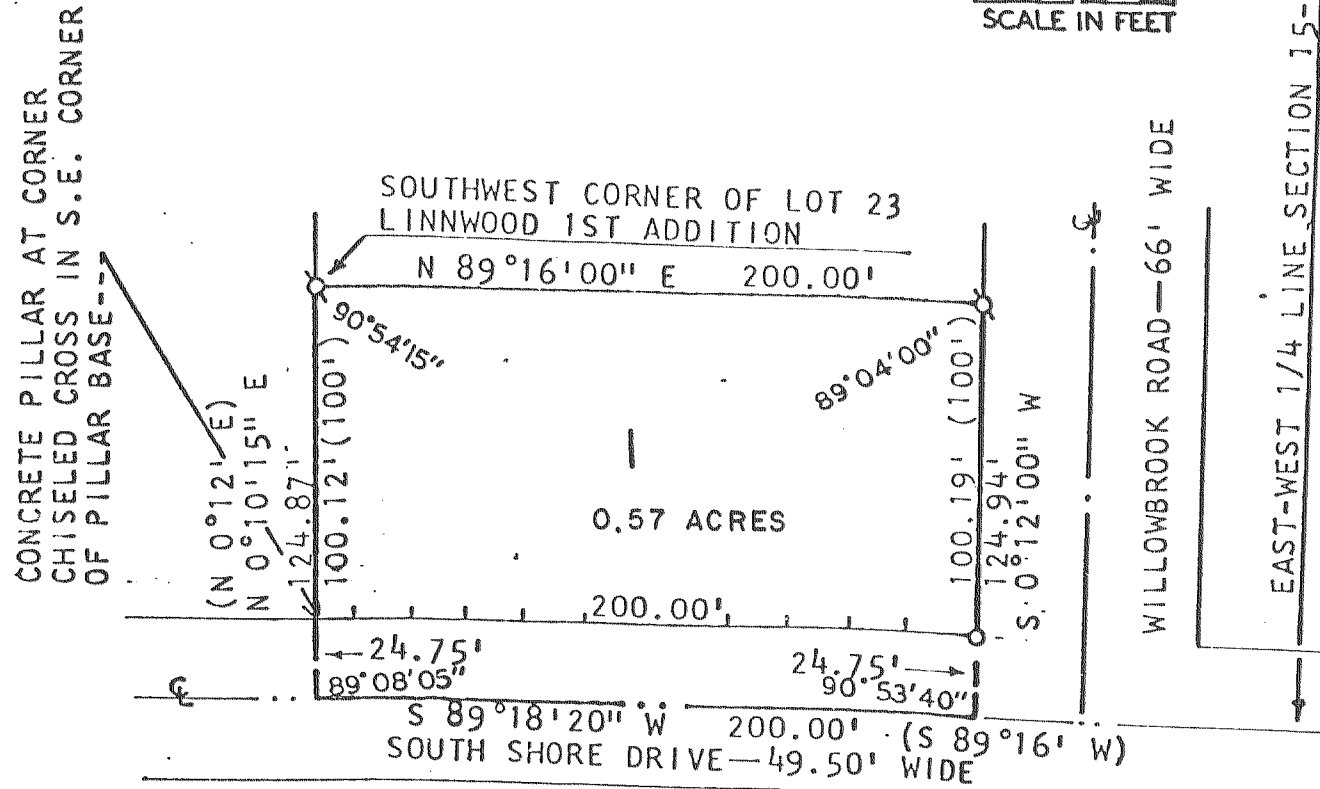 SCALE IN FEET
CONCRETE PILLAR AT CORNER
CHISELED CROSS IN S.E. CORNER
OF PILLAR BASE---
SOUTHWEST CORNER OF LOT 23
LINNWOOD 1ST ADDITION
N 89°16'00" E 200.00'
90°54'15"
89°04'00"
(N 0°12' E)
N 0°10'15" E
124.87'
100.12' (100')
1
0.57 ACRES
100.19' (100')
124.94'
S 0°12'00" W
℄
WILLOWBROOK ROAD—66' WIDE
EAST-WEST 1/4 LINE SECTION 15-
200.00'
24.75'
89°08'05"
24.75'
90°53'40"
℄
S 89°18'20" W 200.00' (S 89°16' W)
SOUTH SHORE DRIVE—49.50' WIDE